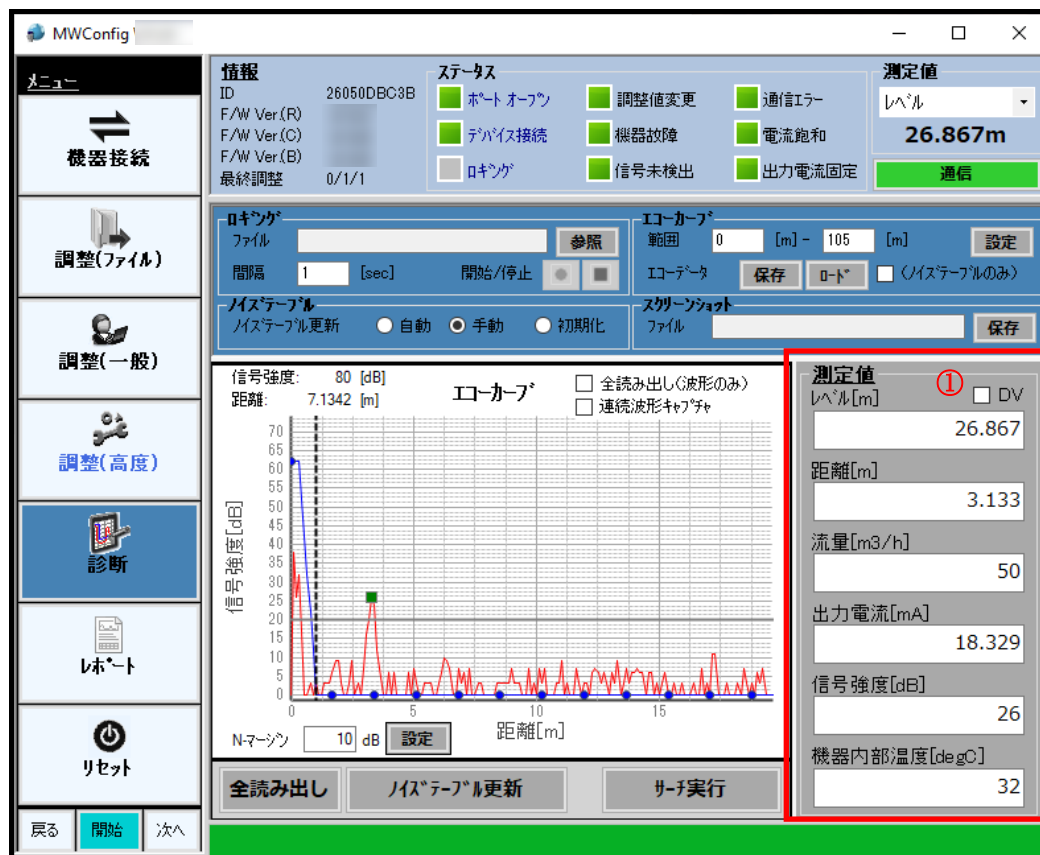 MWConfig
メニュー
機器接続
調整(ファイル)
調整(一般)
調整(高度)
診断
レポート
リセット
戻る 開始 次へ
情報
ID 26050DBC3B
F/W Ver.(R)
F/W Ver.(C)
F/W Ver.(B)
最終調整 0/1/1
ステータス
ポート オープン 調整値変更 通信エラー
デバイス接続 機器故障 電流飽和
ロギング 信号未検出 出力電流固定
測定値
レベル
26.867m
通信
ロギング
ファイル 参照
間隔 1 [sec] 開始/停止
エコーカーブ
範囲 0 [m] - 105 [m] 設定
エコーデータ 保存 ロード (ノイズテーブルのみ)
ノイズテーブル
ノイズテーブル更新 自動 手動 初期化
スクリーンショット
ファイル 保存
信号強度: 80 [dB]
距離: 7.1342 [m]
エコーカーブ
全読み出し(波形のみ)
連続波形キャプチャ
信号強度[dB]
70
65
60
55
50
45
40
35
30
25
20
15
10
5
0
0 5 10 15
距離[m]
N-マージン 10 dB 設定
全読み出し ノイズテーブル更新 サーチ実行
測定値 ①
レベル[m] DV
26.867
距離[m]
3.133
流量[m3/h]
50
出力電流[mA]
18.329
信号強度[dB]
26
機器内部温度[degC]
32